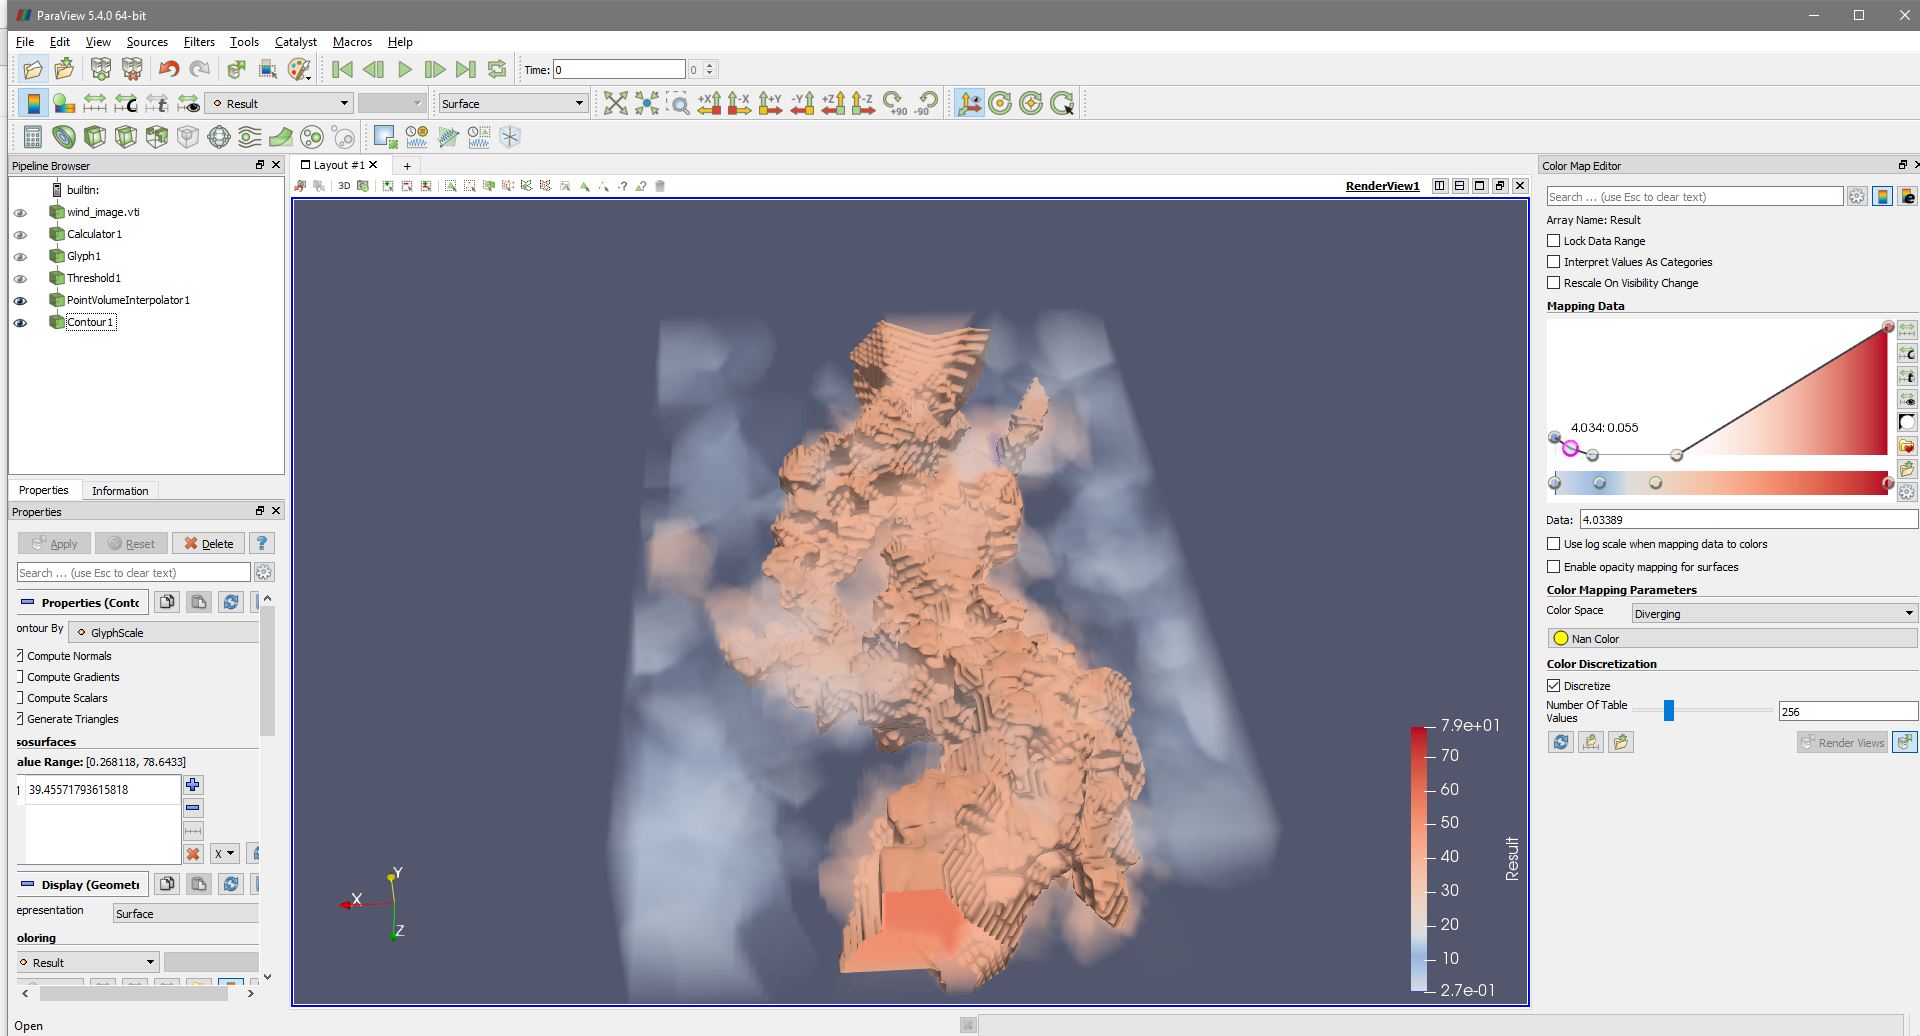 ParaView 5.4.0 64-bit
File Edit View Sources Filters Tools Catalyst Macros Help
Time: 0 0
Result Surface +X -X +Y -Y +Z -Z +90 -90
Pipeline Browser
builtin:
wind_image.vti
Calculator1
Glyph1
Threshold1
PointVolumeInterpolator1
Contour1
Properties Information
Properties
Apply Reset Delete ?
Search ... (use Esc to clear text)
Properties (Conto
ontour By GlyphScale
Compute Normals
Compute Gradients
Compute Scalars
Generate Triangles
sosurfaces
alue Range: [0.268118, 78.6433]
1 39.45571793615818
X
Display (Geometr
epresentation Surface
oloring
Result
Open
Layout #1 +
3D RenderView1
Y
X
Z
7.9e+01
70
60
50
40
30
20
10
2.7e-01
Result
Color Map Editor
Search ... (use Esc to clear text)
Array Name: Result
Lock Data Range
Interpret Values As Categories
Rescale On Visibility Change
Mapping Data
4.034: 0.055
Data: 4.03389
Use log scale when mapping data to colors
Enable opacity mapping for surfaces
Color Mapping Parameters
Color Space Diverging
Nan Color
Color Discretization
Discretize
Number Of Table
Values
256
Render Views